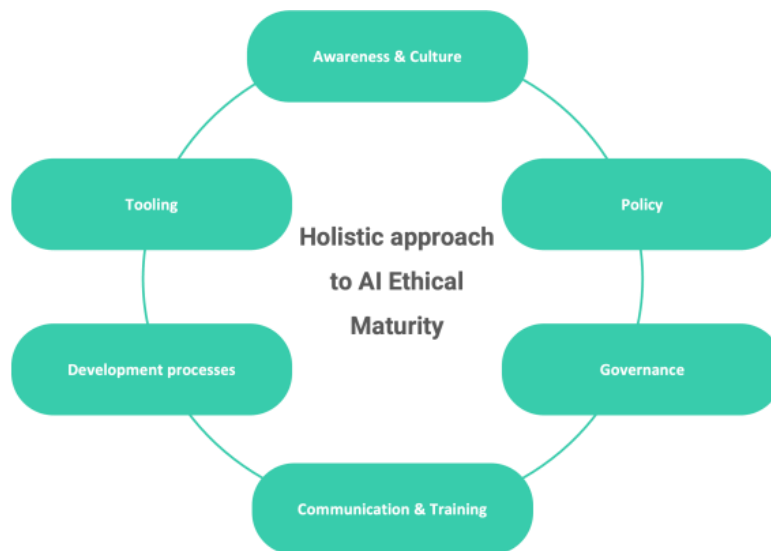 Awareness & Culture
Tooling
Policy
Holistic approach
to AI Ethical
Maturity
Development processes
Governance
Communication & Training